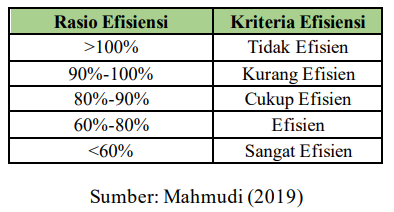 Rasio Efisiensi Kriteria Efisiensi
>100% Tidak Efisien
90%-100% Kurang Efisien
80%-90% Cukup Efisien
60%-80% Efisien
<60% Sangat Efisien
Sumber: Mahmudi (2019)